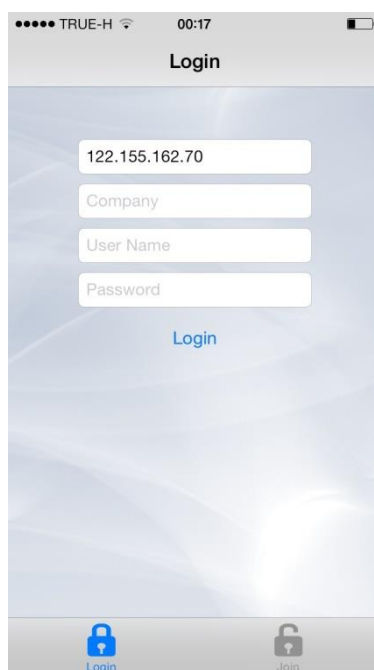 TRUE-H 00:17
Login
122.155.162.70
Company
User Name
Password
Login
Login Join